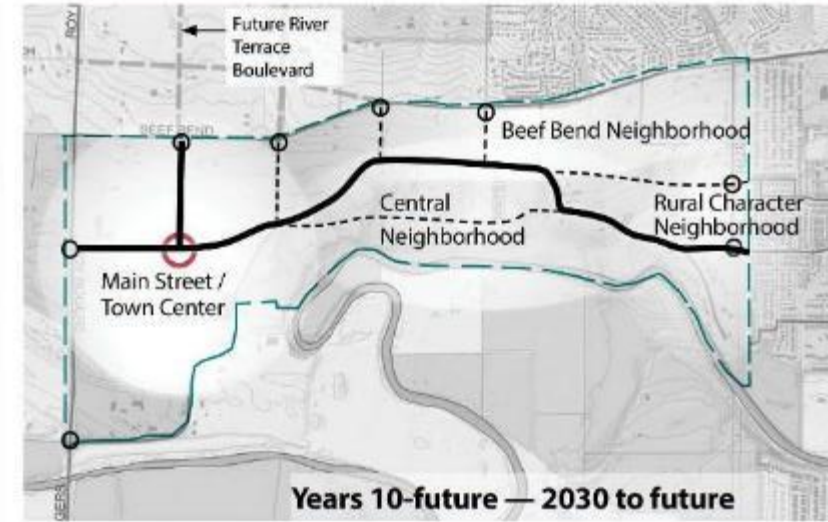 ROY
Future River
Terrace
Boulevard
BEEF BEND
Beef Bend Neighborhood
Central
Neighborhood
Rural Character
Neighborhood
Main Street /
Town Center
Years 10-future — 2030 to future